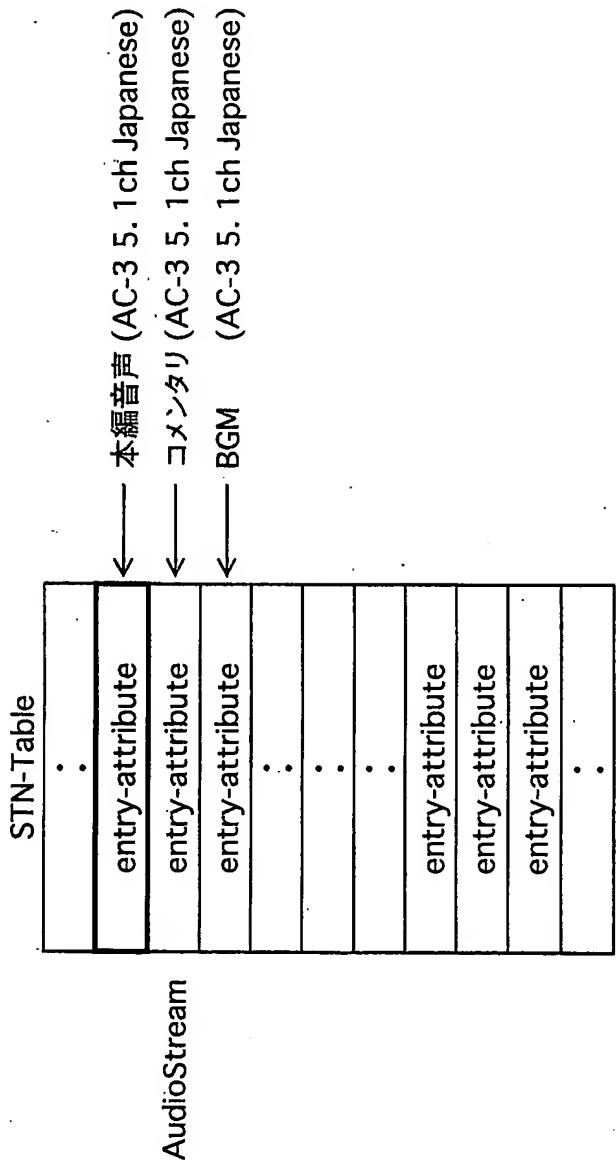 STN-Table
:
entry-attribute ← 本編音声 (AC-3 5. 1ch Japanese)
AudioStream entry-attribute ← コメンタリ (AC-3 5. 1ch Japanese)
entry-attribute ← BGM (AC-3 5. 1ch Japanese)
:
:
:
entry-attribute
entry-attribute
entry-attribute
: